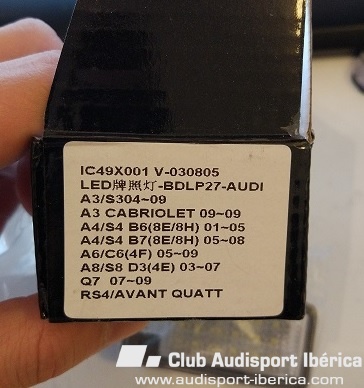 IC49X001 V-030805
LED牌照灯-BDLP27-AUDI
A3/S304~09
A3 CABRIOLET 09~09
A4/S4 B6(8E/8H) 01~05
A4/S4 B7(8E/8H) 05~08
A6/C6(4F) 05~09
A8/S8 D3(4E) 03~07
Q7 07~09
RS4/AVANT QUATT
Club Audisport Ibérica
www.audisport-iberica.com